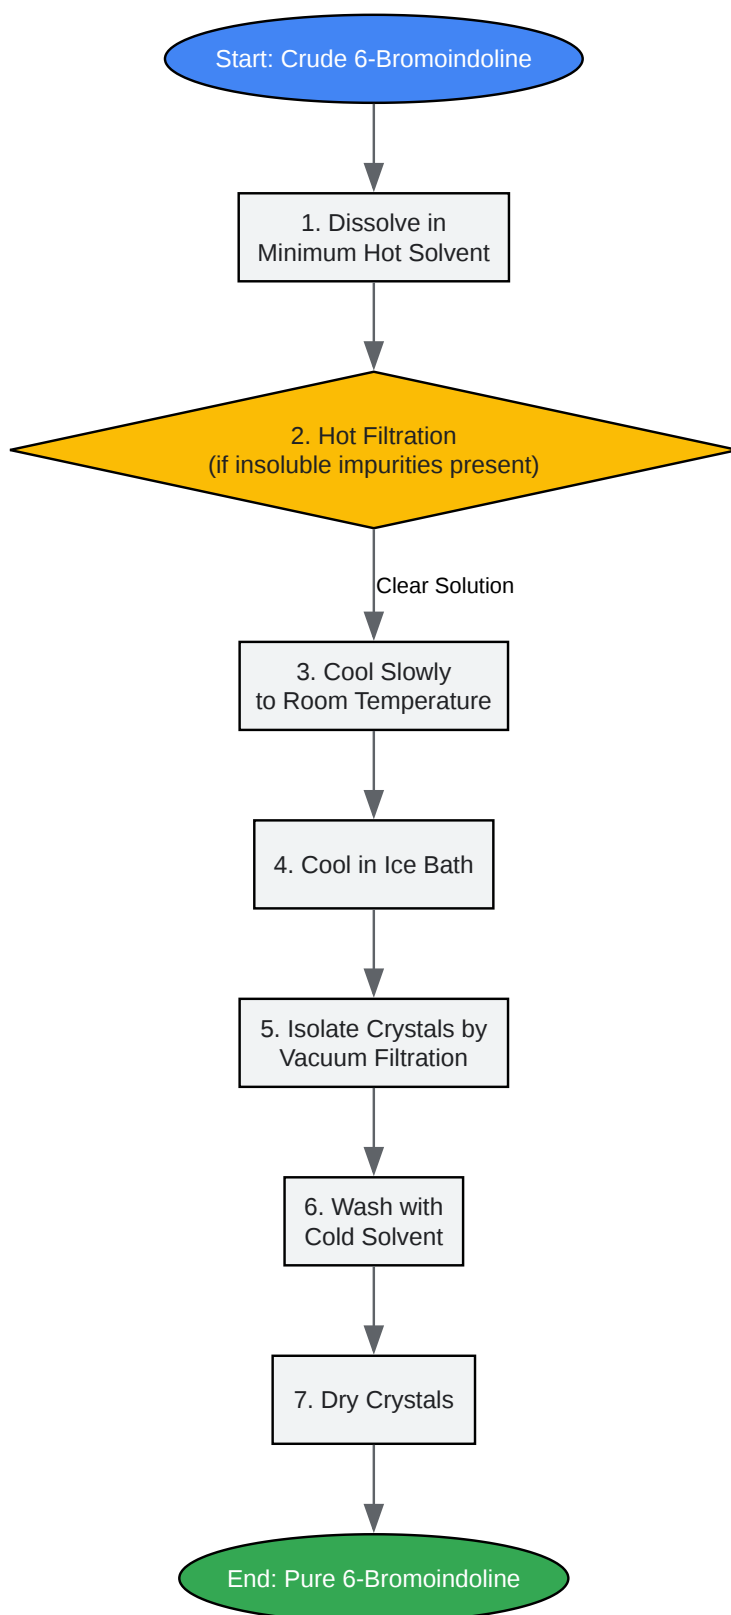 Start: Crude 6-Bromoindoline
1. Dissolve in
Minimum Hot Solvent
2. Hot Filtration
(if insoluble impurities present)
Clear Solution
3. Cool Slowly
to Room Temperature
4. Cool in Ice Bath
5. Isolate Crystals by
Vacuum Filtration
6. Wash with
Cold Solvent
7. Dry Crystals
End: Pure 6-Bromoindoline